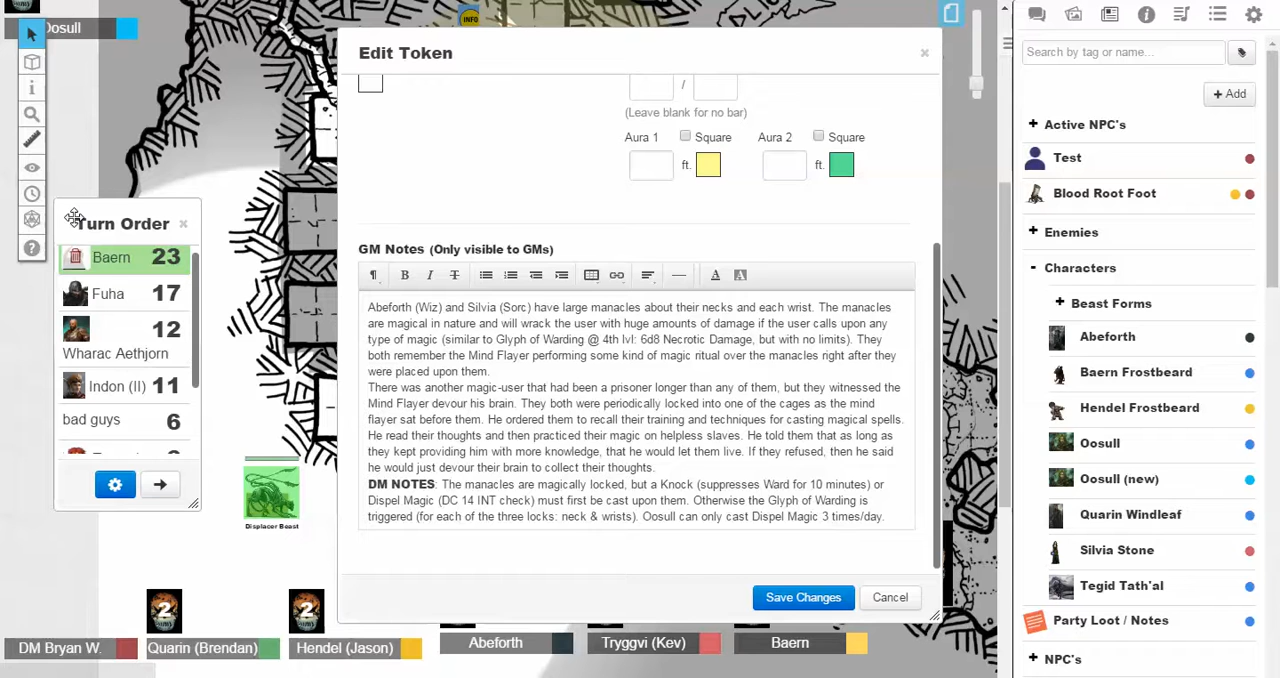 INFO
Oosull
Edit Token
×
/
(Leave blank for no bar)
Aura 1 Square Aura 2 Square
ft. ft.
GM Notes (Only visible to GMs)
¶ B I T A A
Abeforth (Wiz) and Silvia (Sorc) have large manacles about their necks and each wrist. The manacles
are magical in nature and will wrack the user with huge amounts of damage if the user calls upon any
type of magic (similar to Glyph of Warding @ 4th lvl: 6d8 Necrotic Damage, but with no limits). They
both remember the Mind Flayer performing some kind of magic ritual over the manacles right after they
were placed upon them.
There was another magic-user that had been a prisoner longer than any of them, but they witnessed the
Mind Flayer devour his brain. They both were periodically locked into one of the cages as the mind
flayer sat before them. He ordered them to recall their training and techniques for casting magical spells.
He read their thoughts and then practiced their magic on helpless slaves. He told them that as long as
they kept providing him with more knowledge, that he would let them live. If they refused, then he said
he would just devour their brain to collect their thoughts.
DM NOTES: The manacles are magically locked, but a Knock (suppresses Ward for 10 minutes) or
Dispel Magic (DC 14 INT check) must first be cast upon them. Otherwise the Glyph of Warding is
triggered (for each of the three locks: neck & wrists). Oosull can only cast Dispel Magic 3 times/day.
Save Changes Cancel
Turn Order ×
Baern 23
Fuha 17
12
Wharac Aethjorn
Indon (II) 11
bad guys 6
Displacer Beast
2
2
DM Bryan W.
Quarin (Brendan)
Hendel (Jason)
Abeforth
Tryggvi (Kev)
Baern
Search by tag or name...
+ Add
+ Active NPC's
Test
Blood Root Foot
+ Enemies
- Characters
+ Beast Forms
Abeforth
Baern Frostbeard
Hendel Frostbeard
Oosull
Oosull (new)
Quarin Windleaf
Silvia Stone
Tegid Tath'al
Party Loot / Notes
+ NPC's